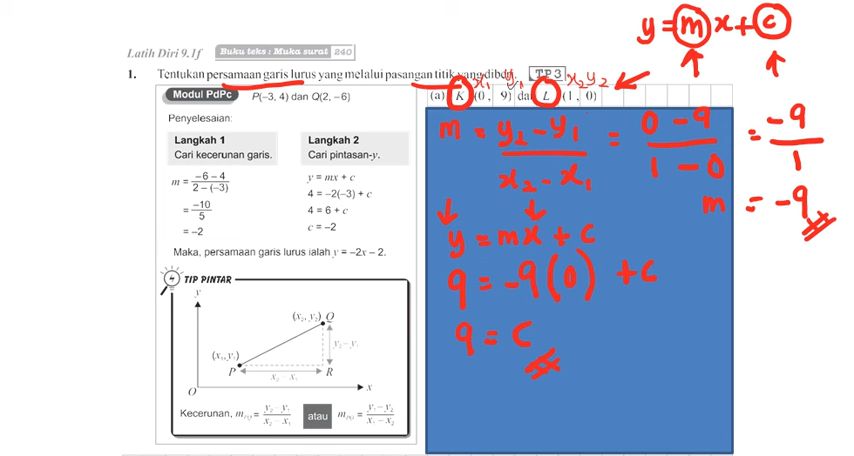 y = mx + c
Latih Diri 9.1f Buku teks : Muka surat 240
1. Tentukan persamaan garis lurus yang melalui pasangan titik yang diberi. TP 3
x₁ y₁ x₂ y₂
Modul PdPc P(−3, 4) dan Q(2, −6)
(a) K (0, 9) dan L (1, 0)
Penyelesaian:
Langkah 1
Cari kecerunan garis.
m = −6 − 4 / 2 − (−3)
= −10 / 5
= −2
Langkah 2
Cari pintasan-y.
y = mx + c
4 = −2(−3) + c
4 = 6 + c
c = −2
Maka, persamaan garis lurus ialah y = −2x − 2.
TIP PINTAR
y
(x₂, y₂) Q
y₂ − y₁
(x₁, y₁)
P R
x₂ − x₁
O x
Kecerunan, m_PQ = y₂ − y₁ / x₂ − x₁ atau m_PQ = y₁ − y₂ / x₁ − x₂
m = y₂ − y₁ / x₂ − x₁ = 0 − 9 / 1 − 0 = −9 / 1
m = −9
y = mx + c
9 = −9(0) + c
9 = c